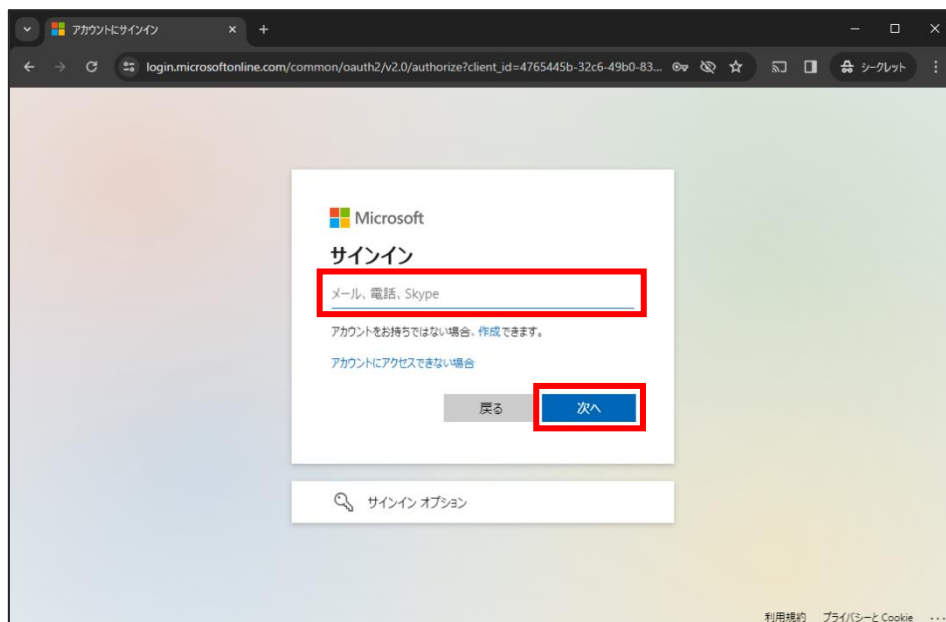 アカウントにサインイン
login.microsoftonline.com/common/oauth2/v2.0/authorize?client_id=4765445b-32c6-49b0-83...
シークレット
Microsoft
サインイン
メール、電話、Skype
アカウントをお持ちではない場合、作成できます。
アカウントにアクセスできない場合
戻る 次へ
サインイン オプション
利用規約 プライバシーと Cookie ...